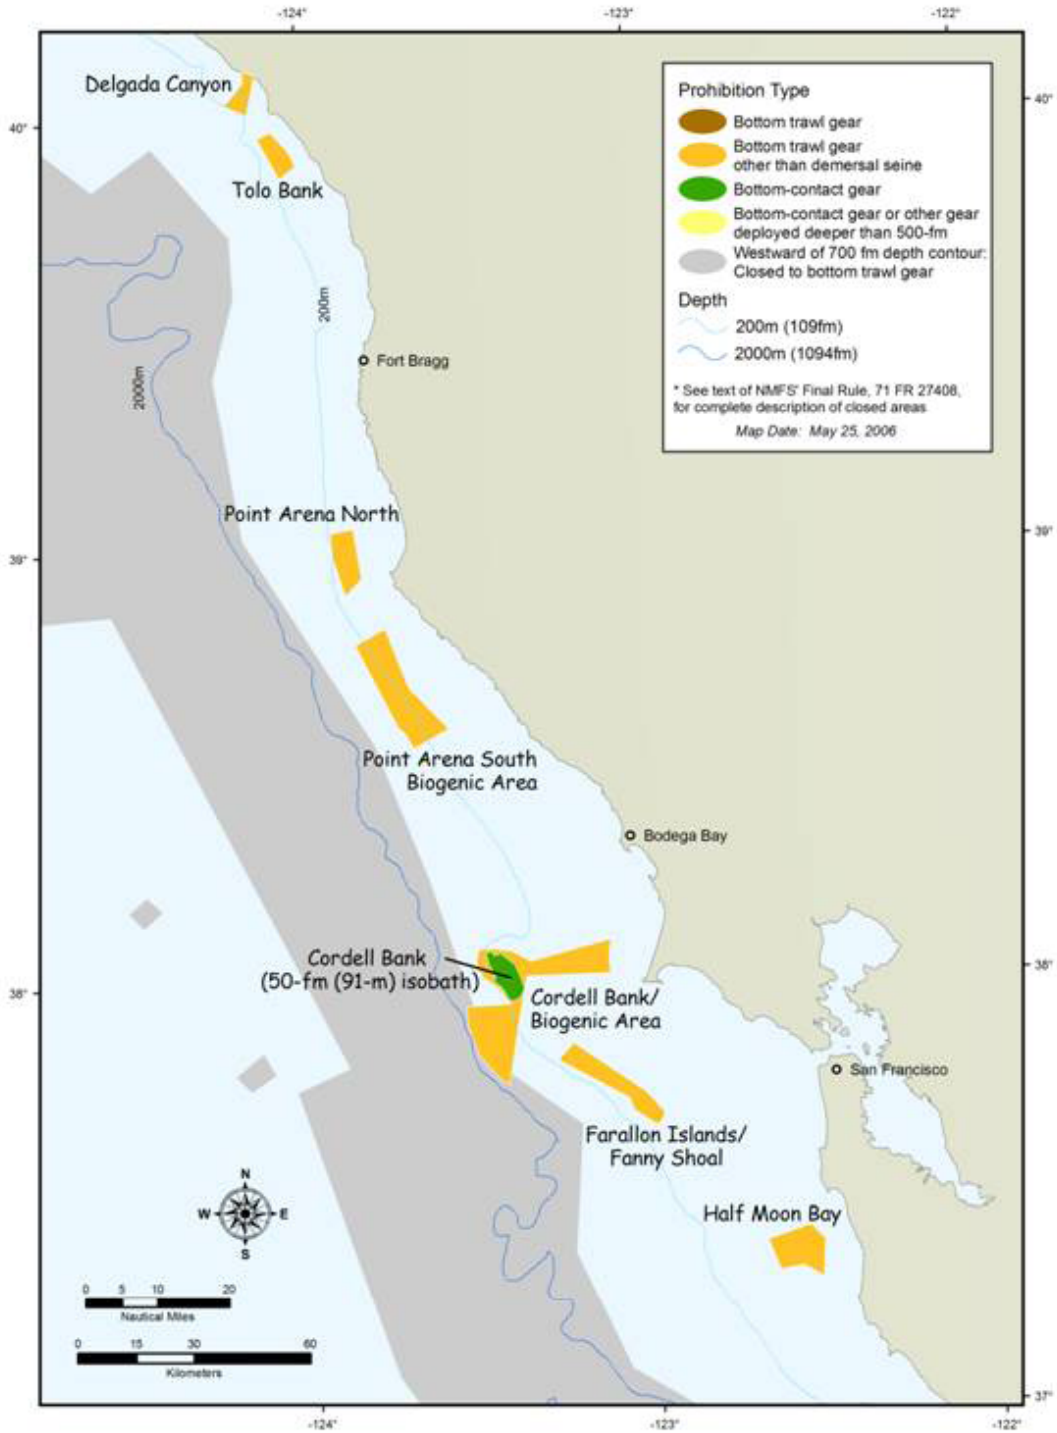 -124°
-123°
-122°
Delgada Canyon
40°
Tolo Bank
200m
2000m
Fort Bragg
Prohibition Type
Bottom trawl gear
Bottom trawl gear
other than demersal seine
Bottom-contact gear
Bottom-contact gear or other gear
deployed deeper than 500-fm
Westward of 700 fm depth contour:
Closed to bottom trawl gear
Depth
200m (109fm)
2000m (1094fm)
* See text of NMFS' Final Rule, 71 FR 27408,
for complete description of closed areas
Map Date: May 25, 2006
40°
Point Arena North
39°
39°
Point Arena South
Biogenic Area
Bodega Bay
Cordell Bank
(50-fm (91-m) isobath)
38°
38°
Cordell Bank/
Biogenic Area
San Francisco
Farallon Islands/
Fanny Shoal
Half Moon Bay
N
W
E
S
0 5 10 20
Nautical Miles
0 15 30 60
Kilometers
37°
-124°
-123°
-122°